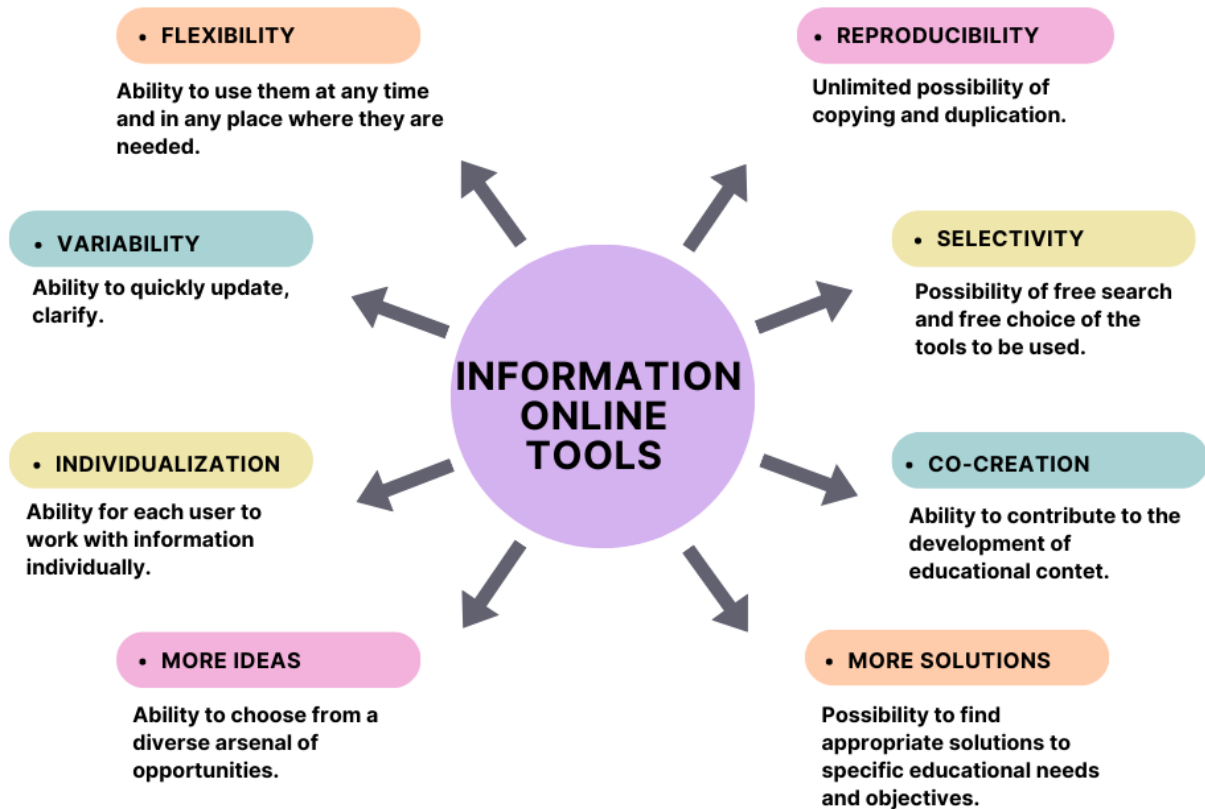 • FLEXIBILITY
Ability to use them at any time
and in any place where they are
needed.
• REPRODUCIBILITY
Unlimited possibility of
copying and duplication.
• VARIABILITY
Ability to quickly update,
clarify.
• SELECTIVITY
Possibility of free search
and free choice of the
tools to be used.
INFORMATION
ONLINE
TOOLS
• INDIVIDUALIZATION
Ability for each user to
work with information
individually.
• CO-CREATION
Ability to contribute to the
development of
educational contet.
• MORE IDEAS
Ability to choose from a
diverse arsenal of
opportunities.
• MORE SOLUTIONS
Possibility to find
appropriate solutions to
specific educational needs
and objectives.